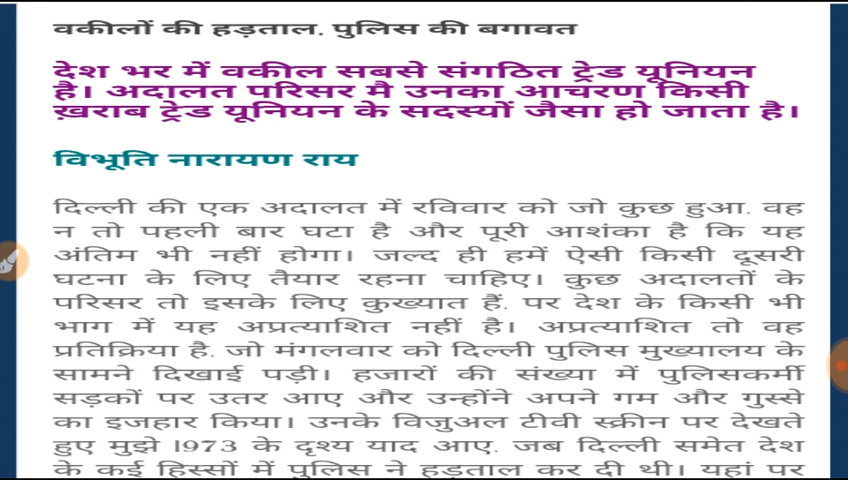 वकीलों की हड़ताल, पुलिस की बगावत
देश भर में वकील सबसे संगठित ट्रेड यूनियन
है। अदालत परिसर मै उनका आचरण किसी
ख़राब ट्रेड यूनियन के सदस्यों जैसा हो जाता है।
विभूति नारायण राय
दिल्ली की एक अदालत में रविवार को जो कुछ हुआ, वह
न तो पहली बार घटा है और पूरी आशंका है कि यह
अंतिम भी नहीं होगा। जल्द ही हमें ऐसी किसी दूसरी
घटना के लिए तैयार रहना चाहिए। कुछ अदालतों के
परिसर तो इसके लिए कुख्यात हैं, पर देश के किसी भी
भाग में यह अप्रत्याशित नहीं है। अप्रत्याशित तो वह
प्रतिक्रिया है, जो मंगलवार को दिल्ली पुलिस मुख्यालय के
सामने दिखाई पड़ी। हजारों की संख्या में पुलिसकर्मी
सड़कों पर उतर आए और उन्होंने अपने गम और गुस्से
का इजहार किया। उनके विजुअल टीवी स्क्रीन पर देखते
हुए मुझे 1973 के दृश्य याद आए, जब दिल्ली समेत देश
के कई हिस्सों में पुलिस ने हड़ताल कर दी थी। यहां पर